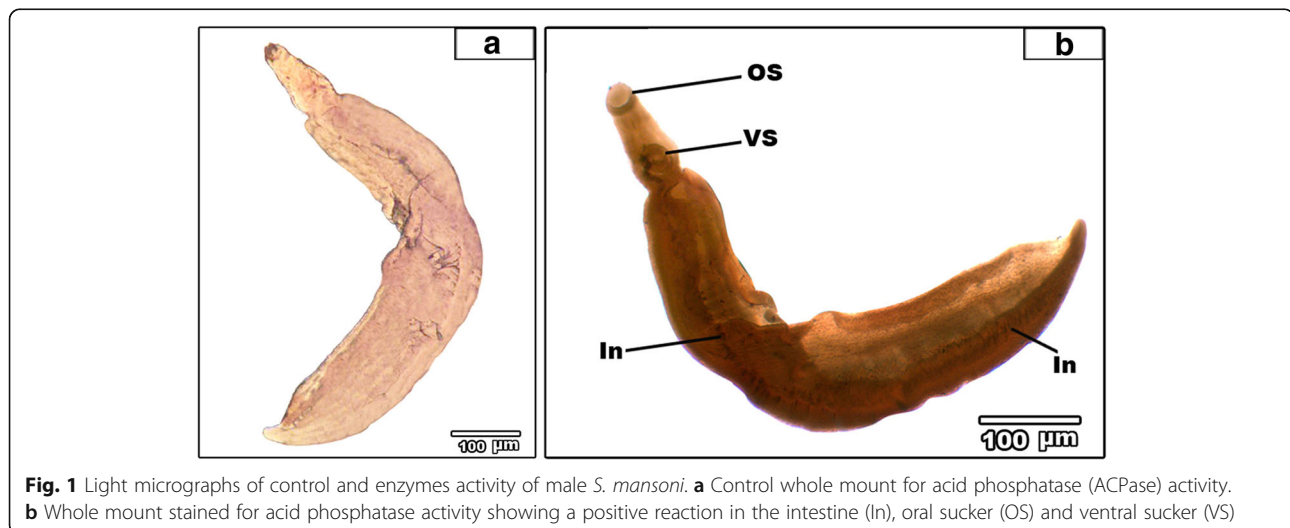 a
b
OS
VS
In
In
100 µm
100 µm
Fig. 1 Light micrographs of control and enzymes activity of male S. mansoni. a Control whole mount for acid phosphatase (ACPase) activity.
b Whole mount stained for acid phosphatase activity showing a positive reaction in the intestine (In), oral sucker (OS) and ventral sucker (VS)